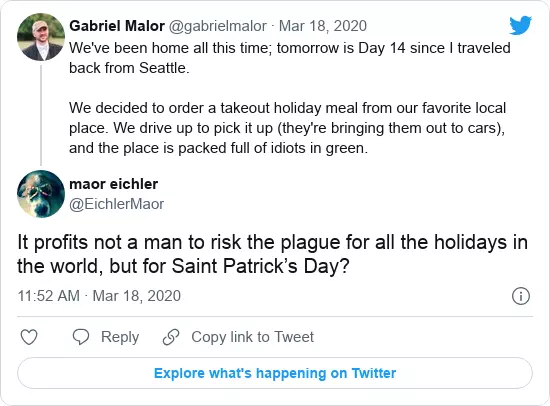 Gabriel Malor @gabrielmalor · Mar 18, 2020
We've been home all this time; tomorrow is Day 14 since I traveled
back from Seattle.
We decided to order a takeout holiday meal from our favorite local
place. We drive up to pick it up (they're bringing them out to cars),
and the place is packed full of idiots in green.
maor eichler
@EichlerMaor
It profits not a man to risk the plague for all the holidays in
the world, but for Saint Patrick’s Day?
11:52 AM · Mar 18, 2020
Reply
Copy link to Tweet
Explore what's happening on Twitter